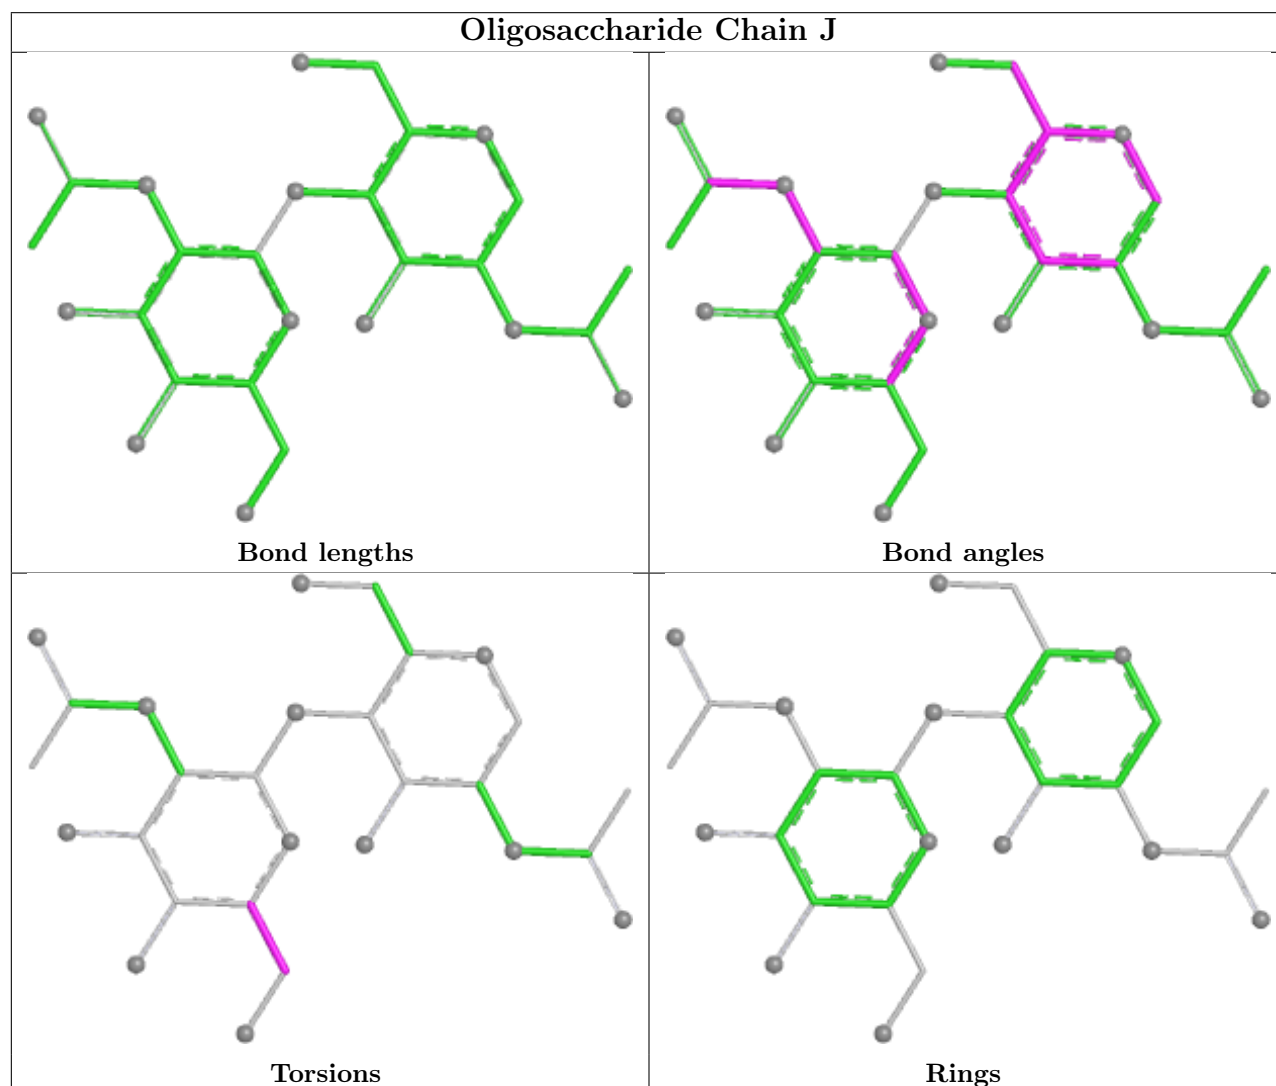 Oligosaccharide Chain J
Bond lengths
Bond angles
Torsions
Rings